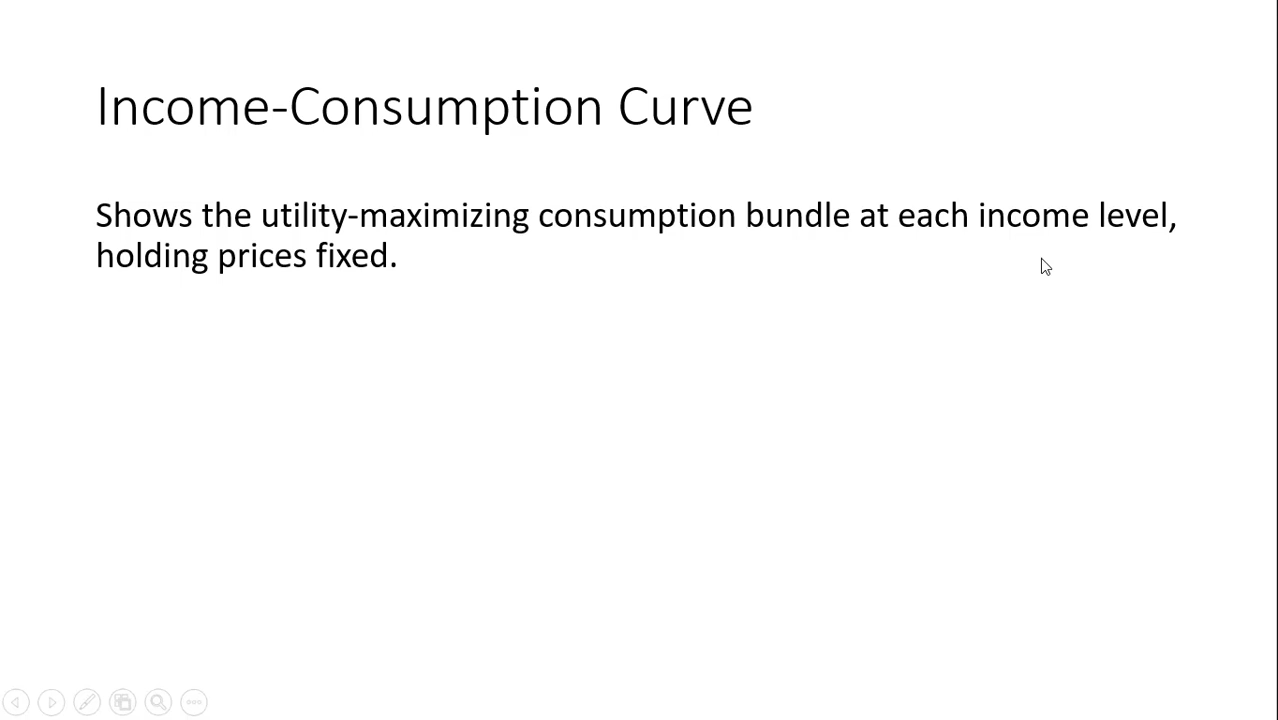 Income-Consumption Curve
Shows the utility-maximizing consumption bundle at each income level,
holding prices fixed.